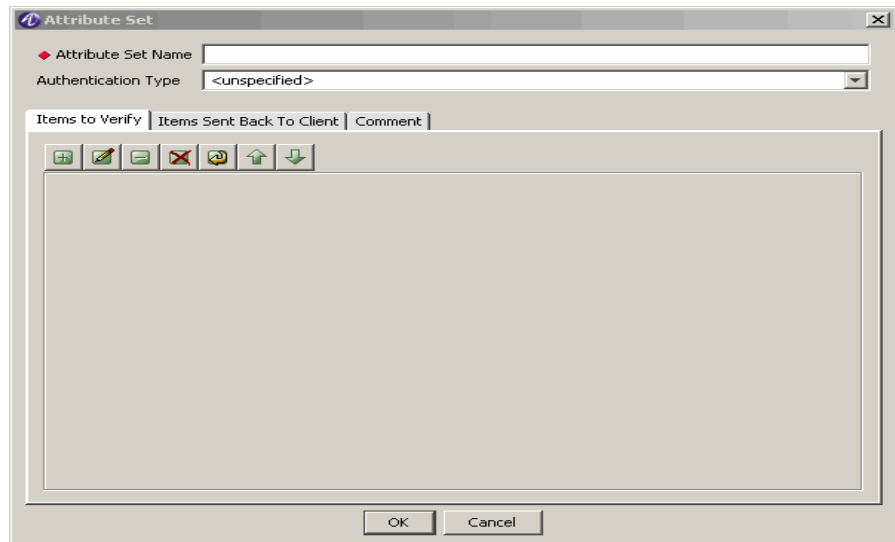 Attribute Set
Attribute Set Name
Authentication Type <unspecified>
Items to Verify Items Sent Back To Client Comment
OK Cancel